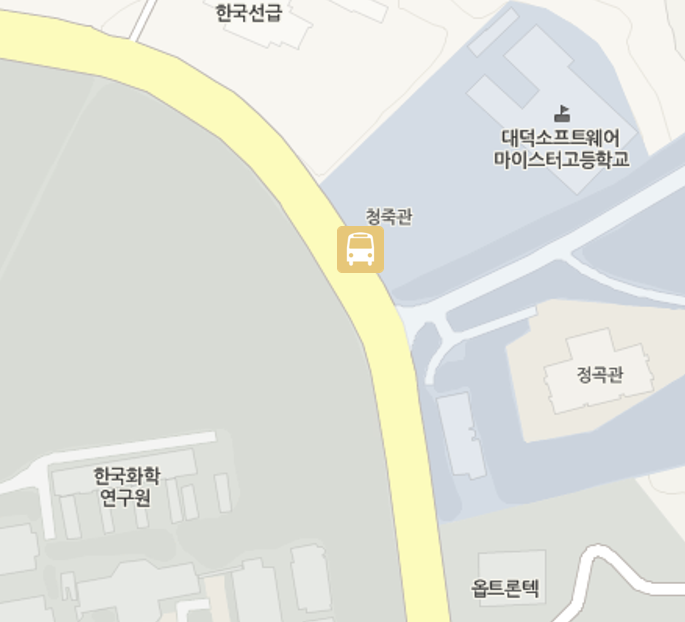 한국선급
대덕소프트웨어
마이스터고등학교
청죽관
정곡관
한국화학
연구원
옵트론텍